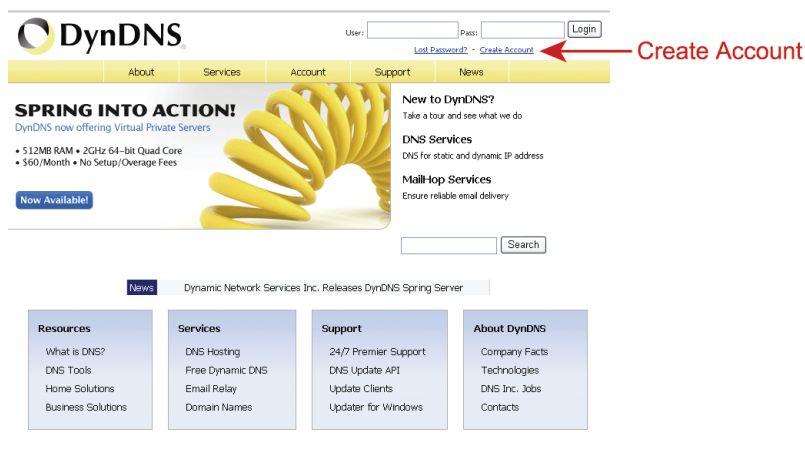 DynDNS
User: Pass: Login
Lost Password? - Create Account
Create Account
About Services Account Support News
SPRING INTO ACTION!
DynDNS now offering Virtual Private Servers
• 512MB RAM • 2GHz 64-bit Quad Core
• $60/Month • No Setup/Overage Fees
Now Available!
New to DynDNS?
Take a tour and see what we do
DNS Services
DNS for static and dynamic IP address
MailHop Services
Ensure reliable email delivery
Search
News Dynamic Network Services Inc. Releases DynDNS Spring Server
Resources
What is DNS?
DNS Tools
Home Solutions
Business Solutions
Services
DNS Hosting
Free Dynamic DNS
Email Relay
Domain Names
Support
24/7 Premier Support
DNS Update API
Update Clients
Updater for Windows
About DynDNS
Company Facts
Technologies
DNS Inc. Jobs
Contacts